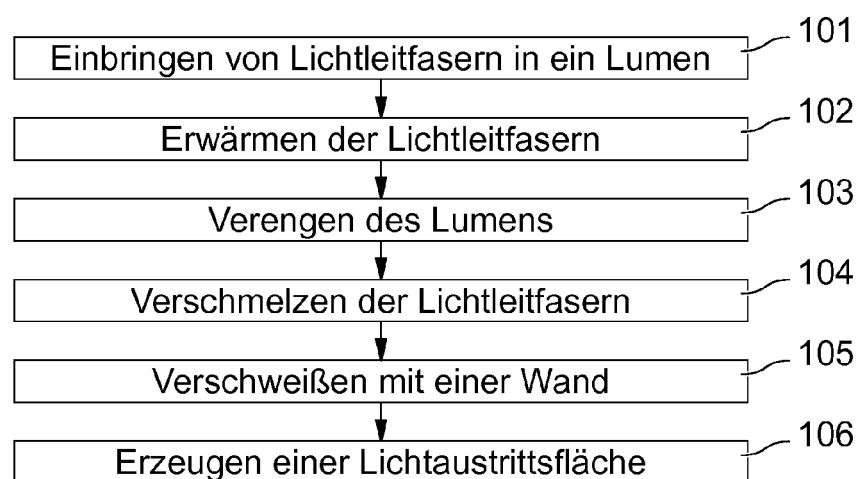 101
Einbringen von Lichtleitfasern in ein Lumen
102
Erwärmen der Lichtleitfasern
103
Verengen des Lumens
104
Verschmelzen der Lichtleitfasern
105
Verschweißen mit einer Wand
106
Erzeugen einer Lichtaustrittsfläche